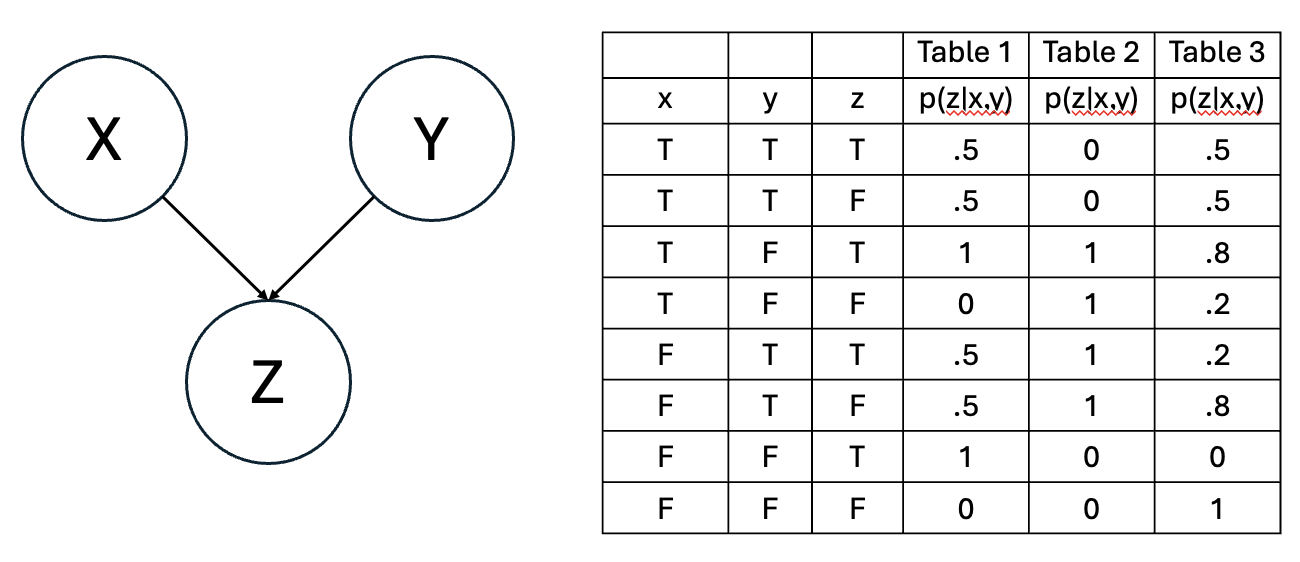 X
Y
Z
Table 1 Table 2 Table 3
x y z p(z|x,y) p(z|x,y) p(z|x,y)
T T T .5 0 .5
T T F .5 0 .5
T F T 1 1 .8
T F F 0 1 .2
F T T .5 1 .2
F T F .5 1 .8
F F T 1 0 0
F F F 0 0 1